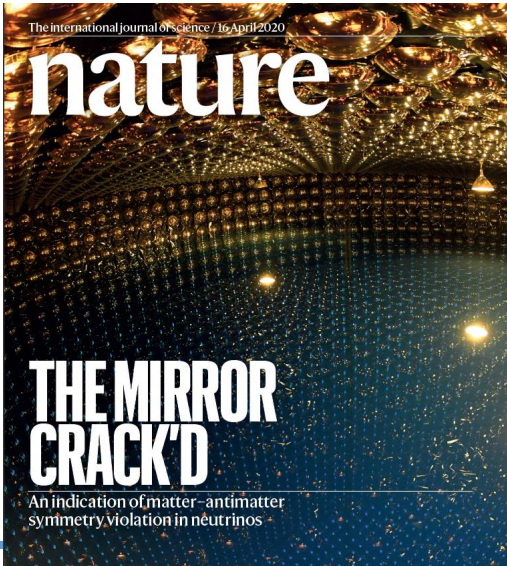 The international journal of science / 16 April 2020
nature
THE MIRROR
CRACK'D
An indication of matter–antimatter
symmetry violation in neutrinos